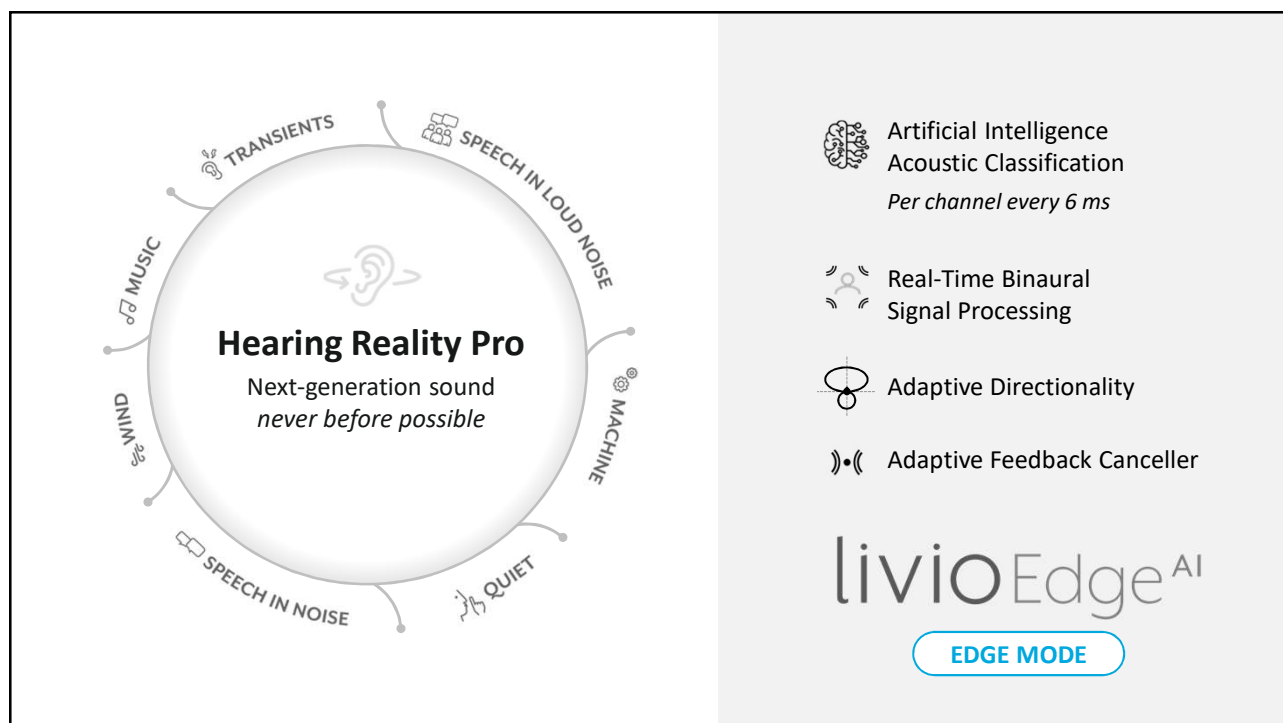 TRANSIENTS
SPEECH IN LOUD NOISE
MUSIC
MACHINE
WIND
QUIET
SPEECH IN NOISE
Hearing Reality Pro
Next-generation sound
never before possible
Artificial Intelligence
Acoustic Classification
Per channel every 6 ms
Real-Time Binaural
Signal Processing
Adaptive Directionality
Adaptive Feedback Canceller
livio Edge AI
EDGE MODE